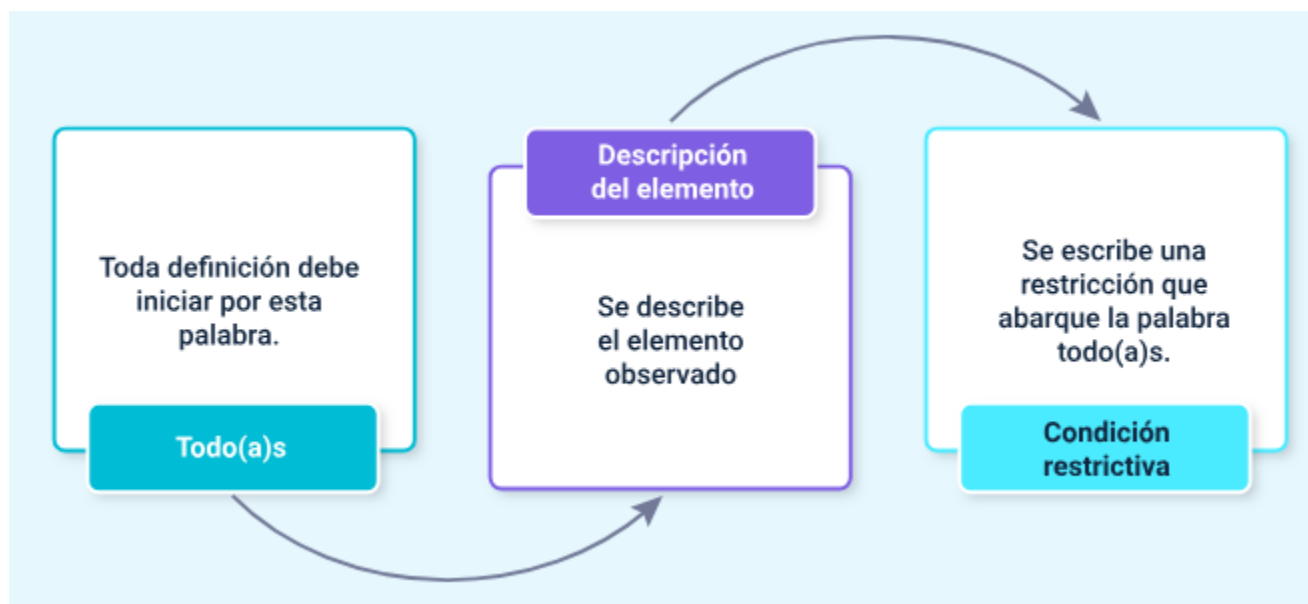 Toda definición debe
iniciar por esta
palabra.
Todo(a)s
Descripción
del elemento
Se describe
el elemento
observado
Se escribe una
restricción que
abarque la palabra
todo(a)s.
Condición
restrictiva